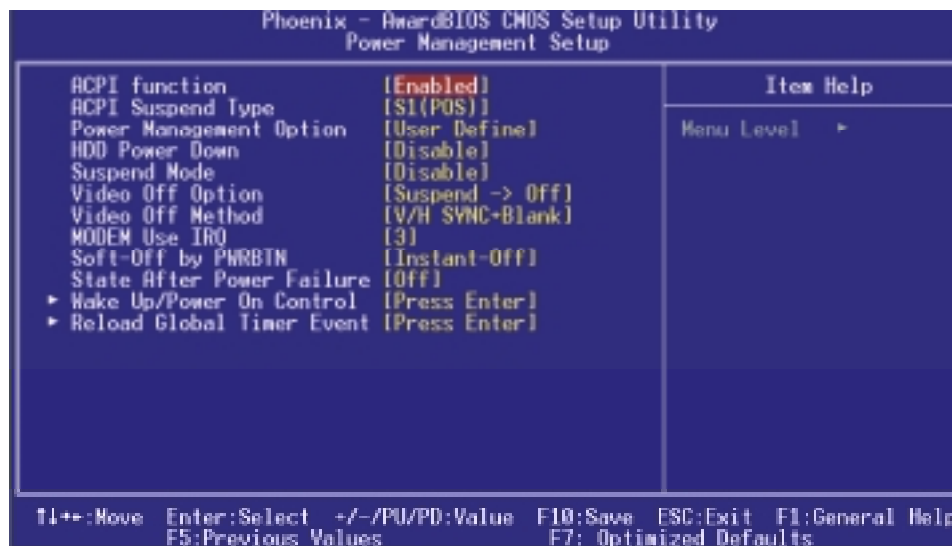 Phoenix - AwardBIOS CMOS Setup Utility
Power Management Setup
ACPI function [Enabled]
ACPI Suspend Type [S1(POS)]
Power Management Option [User Define]
HDD Power Down [Disable]
Suspend Mode [Disable]
Video Off Option [Suspend -> Off]
Video Off Method [V/H SYNC+Blank]
MODEM Use IRQ [3]
Soft-Off by PWRBTN [Instant-Off]
State After Power Failure [Off]
► Wake Up/Power On Control [Press Enter]
► Reload Global Timer Event [Press Enter]
Item Help
Menu Level ►
↑↓→←:Move Enter:Select +/-/PU/PD:Value F10:Save ESC:Exit F1:General Help
F5:Previous Values F7: Optimized Defaults